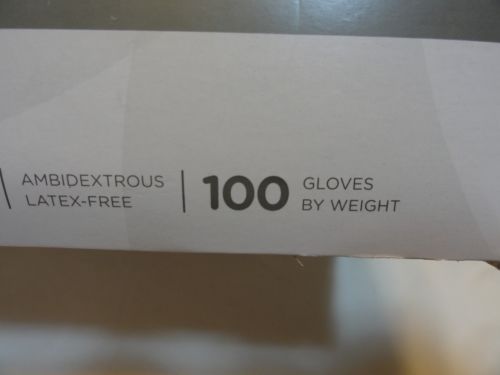 AMBIDEXTROUS
LATEX-FREE
100 GLOVES
BY WEIGHT